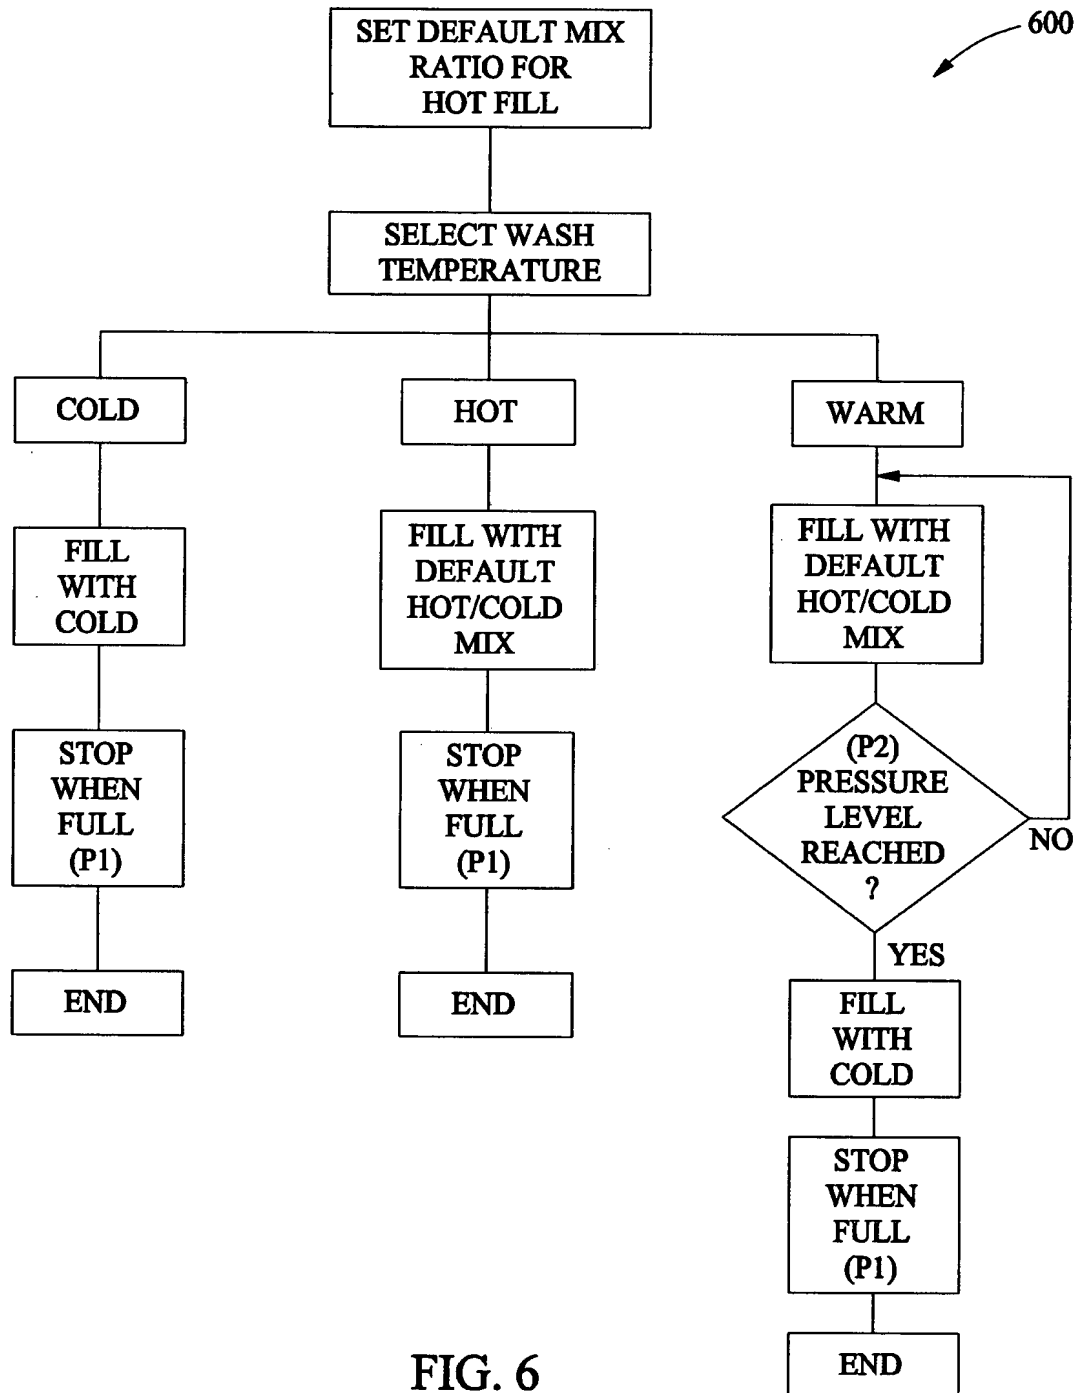 600
SET DEFAULT MIX
RATIO FOR
HOT FILL
SELECT WASH
TEMPERATURE
COLD
FILL
WITH
COLD
STOP
WHEN
FULL
(P1)
END
HOT
FILL WITH
DEFAULT
HOT/COLD
MIX
STOP
WHEN
FULL
(P1)
END
WARM
FILL WITH
DEFAULT
HOT/COLD
MIX
(P2)
PRESSURE
LEVEL
REACHED
?
NO
YES
FILL
WITH
COLD
STOP
WHEN
FULL
(P1)
END
FIG. 6